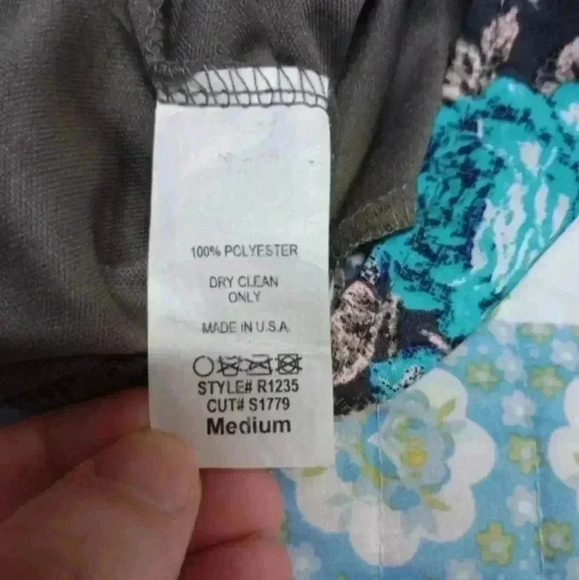 100% POLYESTER
DRY CLEAN
ONLY
MADE IN U.S.A
STYLE# R1235
CUT# S1779
Medium